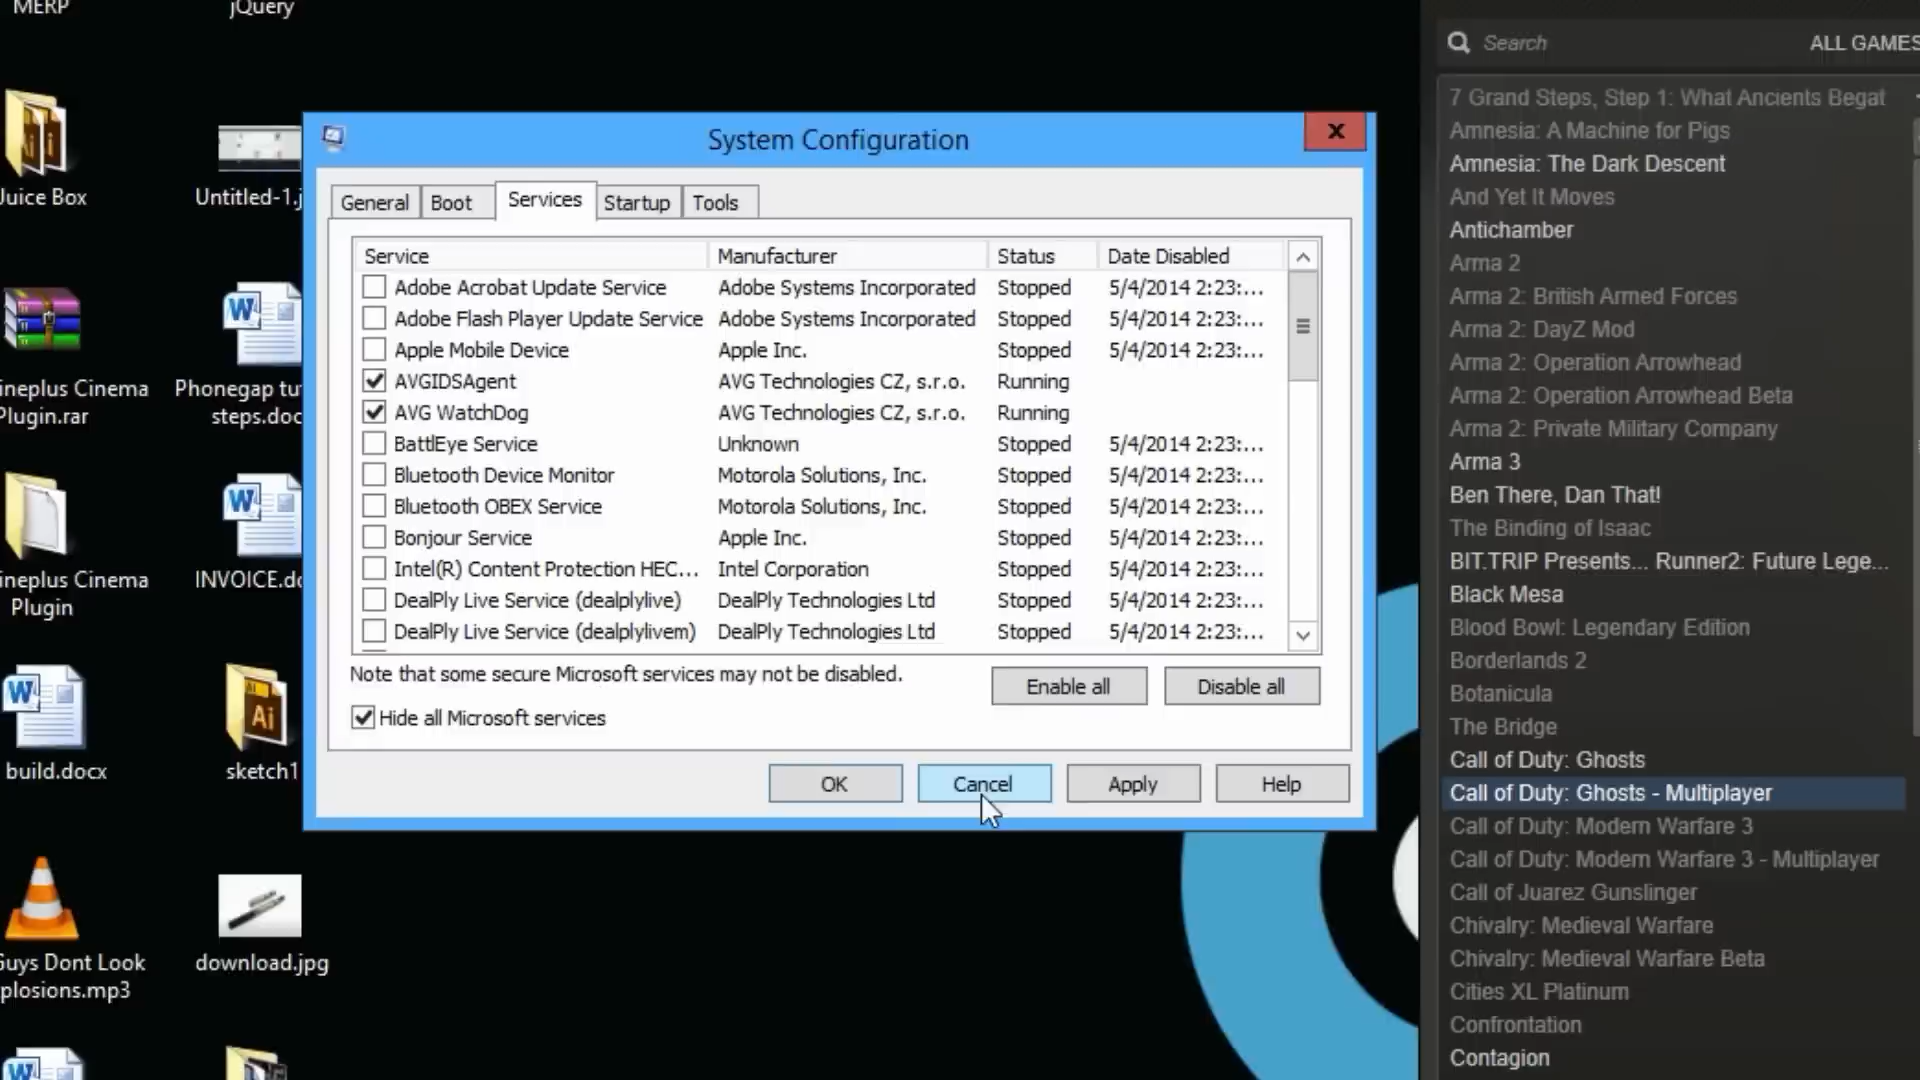 MERP
jQuery
Juice Box
Untitled-1.j
ineplus Cinema
Plugin.rar
Phonegap tu
steps.doc
ineplus Cinema
Plugin
INVOICE.do
build.docx
sketch1
Guys Dont Look
plosions.mp3
download.jpg
System Configuration
General Boot Services Startup Tools
Service Manufacturer Status Date Disabled
Adobe Acrobat Update Service Adobe Systems Incorporated Stopped 5/4/2014 2:23:...
Adobe Flash Player Update Service Adobe Systems Incorporated Stopped 5/4/2014 2:23:...
Apple Mobile Device Apple Inc. Stopped 5/4/2014 2:23:...
AVGIDSAgent AVG Technologies CZ, s.r.o. Running
AVG WatchDog AVG Technologies CZ, s.r.o. Running
BattlEye Service Unknown Stopped 5/4/2014 2:23:...
Bluetooth Device Monitor Motorola Solutions, Inc. Stopped 5/4/2014 2:23:...
Bluetooth OBEX Service Motorola Solutions, Inc. Stopped 5/4/2014 2:23:...
Bonjour Service Apple Inc. Stopped 5/4/2014 2:23:...
Intel(R) Content Protection HEC... Intel Corporation Stopped 5/4/2014 2:23:...
DealPly Live Service (dealplylive) DealPly Technologies Ltd Stopped 5/4/2014 2:23:...
DealPly Live Service (dealplylivem) DealPly Technologies Ltd Stopped 5/4/2014 2:23:...
Note that some secure Microsoft services may not be disabled.
Enable all Disable all
Hide all Microsoft services
OK Cancel Apply Help
Search ALL GAMES
7 Grand Steps, Step 1: What Ancients Begat
Amnesia: A Machine for Pigs
Amnesia: The Dark Descent
And Yet It Moves
Antichamber
Arma 2
Arma 2: British Armed Forces
Arma 2: DayZ Mod
Arma 2: Operation Arrowhead
Arma 2: Operation Arrowhead Beta
Arma 2: Private Military Company
Arma 3
Ben There, Dan That!
The Binding of Isaac
BIT.TRIP Presents... Runner2: Future Lege...
Black Mesa
Blood Bowl: Legendary Edition
Borderlands 2
Botanicula
The Bridge
Call of Duty: Ghosts
Call of Duty: Ghosts - Multiplayer
Call of Duty: Modern Warfare 3
Call of Duty: Modern Warfare 3 - Multiplayer
Call of Juarez Gunslinger
Chivalry: Medieval Warfare
Chivalry: Medieval Warfare Beta
Cities XL Platinum
Confrontation
Contagion